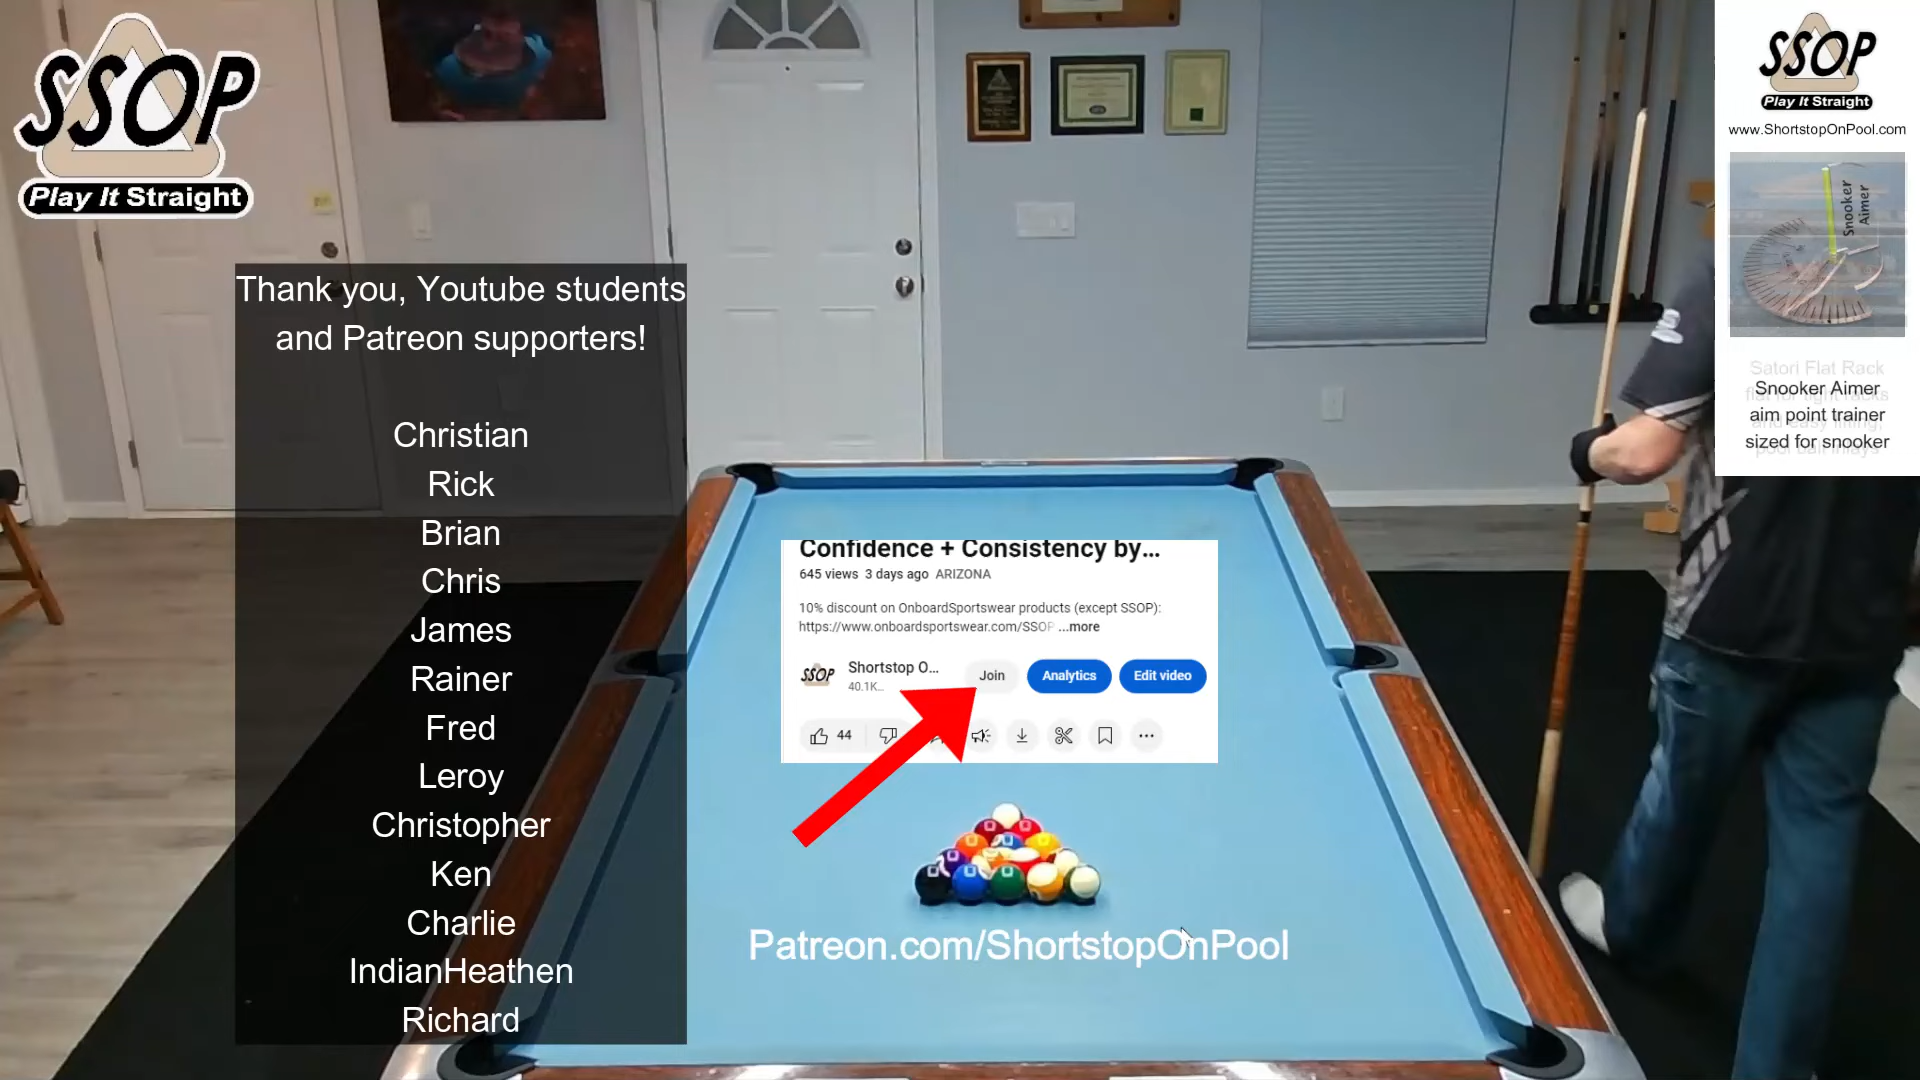 SSOP
Play It Straight
Thank you, Youtube students
and Patreon supporters!
Christian
Rick
Brian
Chris
James
Rainer
Fred
Leroy
Christopher
Ken
Charlie
IndianHeathen
Richard
Confidence + Consistency by...
645 views 3 days ago ARIZONA
10% discount on OnboardSportswear products (except SSOP):
https://www.onboardsportswear.com/SSOP ...more
SSOP
Shortstop O...
40.1K...
Join
Analytics
Edit video
44
Patreon.com/ShortstopOnPool
SSOP
Play It Straight
www.ShortstopOnPool.com
Snooker
Aimer
Satori Flat Rack
Snooker Aimer
aim point trainer
sized for snooker